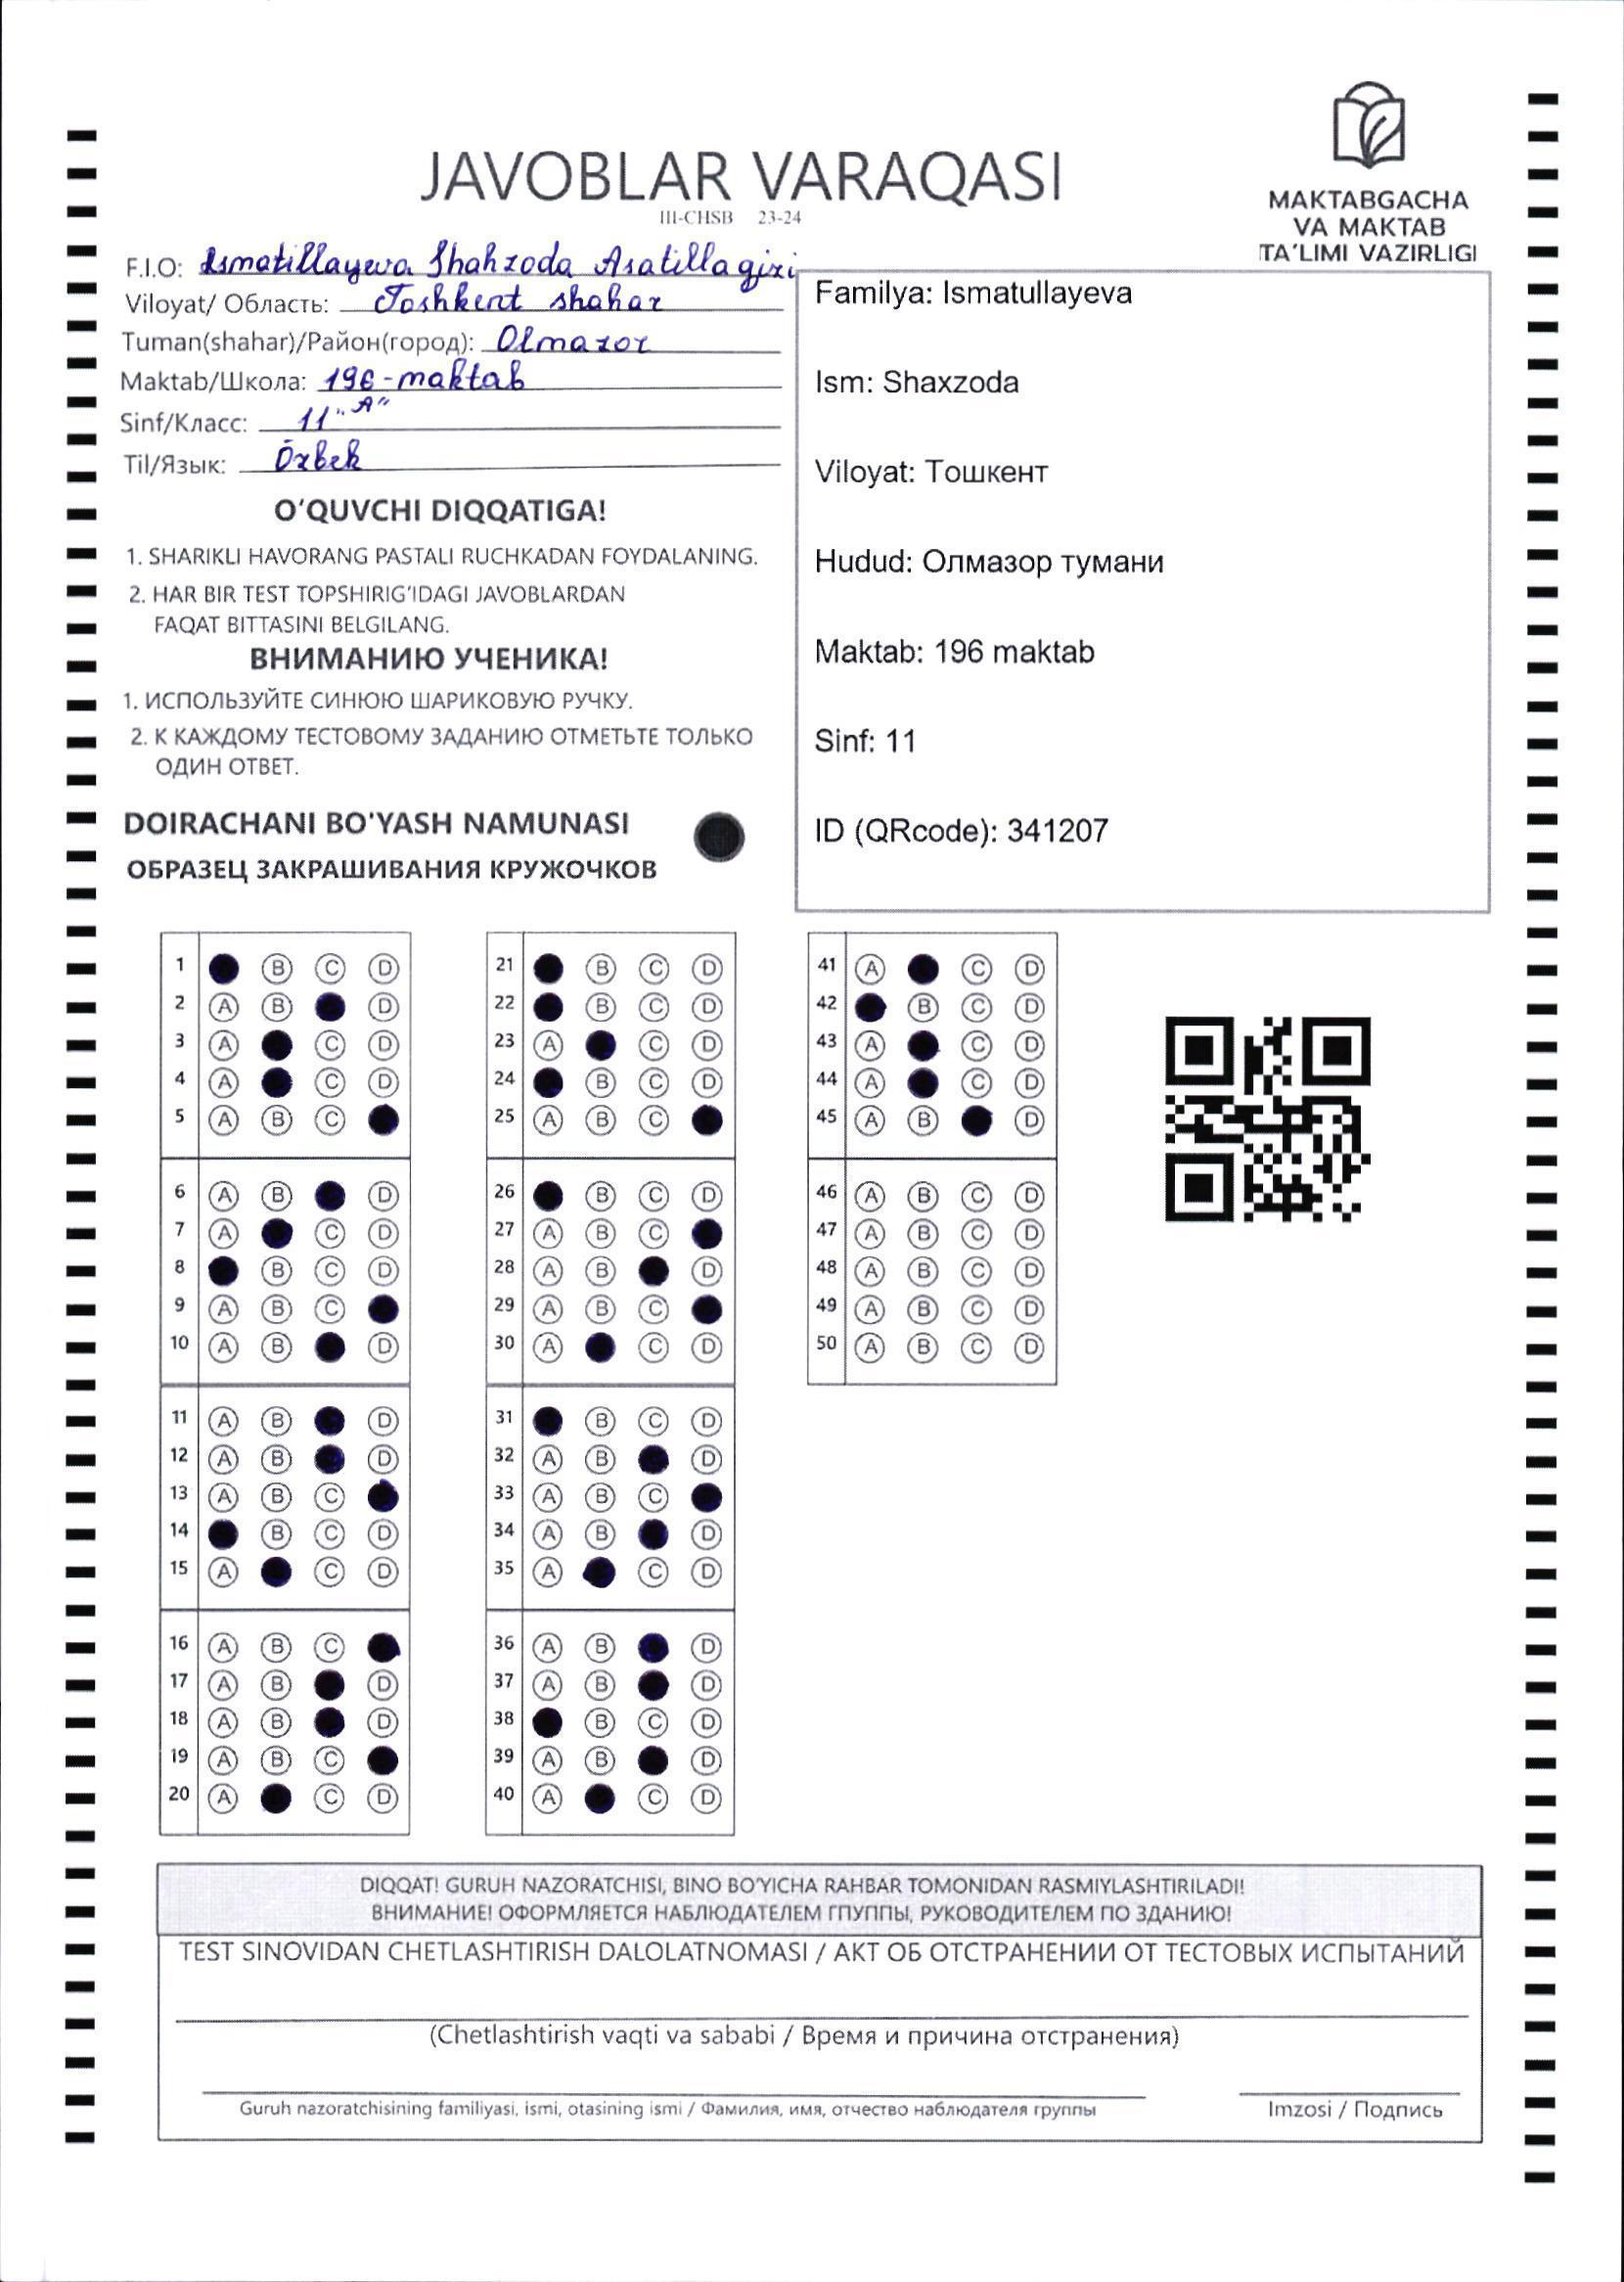 JAVOBLAR VARAQASI
III-CHSB 23-24
MAKTABGACHA
VA MAKTAB
TA'LIMI VAZIRLIGI
F.I.O: Ismatillayeva Shahzoda Asatilla qizi
Viloyat/ Область: Toshkent shahar
Tuman(shahar)/Район(город): Olmazor
Maktab/Школа: 196-maktab
Sinf/Класс: 11 "A"
Til/Язык: Özbek
O'QUVCHI DIQQATIGA!
1. SHARIKLI HAVORANG PASTALI RUCHKADAN FOYDALANING.
2. HAR BIR TEST TOPSHIRIG'IDAGI JAVOBLARDAN
FAQAT BITTASINI BELGILANG.
ВНИМАНИЮ УЧЕНИКА!
1. ИСПОЛЬЗУЙТЕ СИНЮЮ ШАРИКОВУЮ РУЧКУ.
2. К КАЖДОМУ ТЕСТОВОМУ ЗАДАНИЮ ОТМЕТЬТЕ ТОЛЬКО
ОДИН ОТВЕТ.
DOIRACHANI BO'YASH NAMUNASI
ОБРАЗЕЦ ЗАКРАШИВАНИЯ КРУЖОЧКОВ
Familya: Ismatullayeva
Ism: Shaxzoda
Viloyat: Тошкент
Hudud: Олмазор тумани
Maktab: 196 maktab
Sinf: 11
ID (QRcode): 341207
1 B C D
2 A B D
3 A C D
4 A C D
5 A B C
6 A B D
7 A C D
8 B C D
9 A B C
10 A B D
11 A B D
12 A B D
13 A B C
14 B C D
15 A C D
16 A B C
17 A B D
18 A B D
19 A B C
20 A C D
21 B C D
22 B C D
23 A C D
24 B C D
25 A B C
26 B C D
27 A B C
28 A B D
29 A B C
30 A C D
31 B C D
32 A B D
33 A B C
34 A B D
35 A C D
36 A B D
37 A B D
38 B C D
39 A B D
40 A C D
41 A C D
42 B C D
43 A C D
44 A C D
45 A B D
46 A B C D
47 A B C D
48 A B C D
49 A B C D
50 A B C D
DIQQAT! GURUH NAZORATCHISI, BINO BO'YICHA RAHBAR TOMONIDAN RASMIYLASHTIRILADI!
ВНИМАНИЕ! ОФОРМЛЯЕТСЯ НАБЛЮДАТЕЛЕМ ГПУППЫ, РУКОВОДИТЕЛЕМ ПО ЗДАНИЮ!
TEST SINOVIDAN CHETLASHTIRISH DALOLATNOMASI / АКТ ОБ ОТСТРАНЕНИИ ОТ ТЕСТОВЫХ ИСПЫТАНИЙ
(Chetlashtirish vaqti va sababi / Время и причина отстранения)
Guruh nazoratchisining familiyasi, ismi, otasining ismi / Фамилия, имя, отчество наблюдателя группы
Imzosi / Подпись